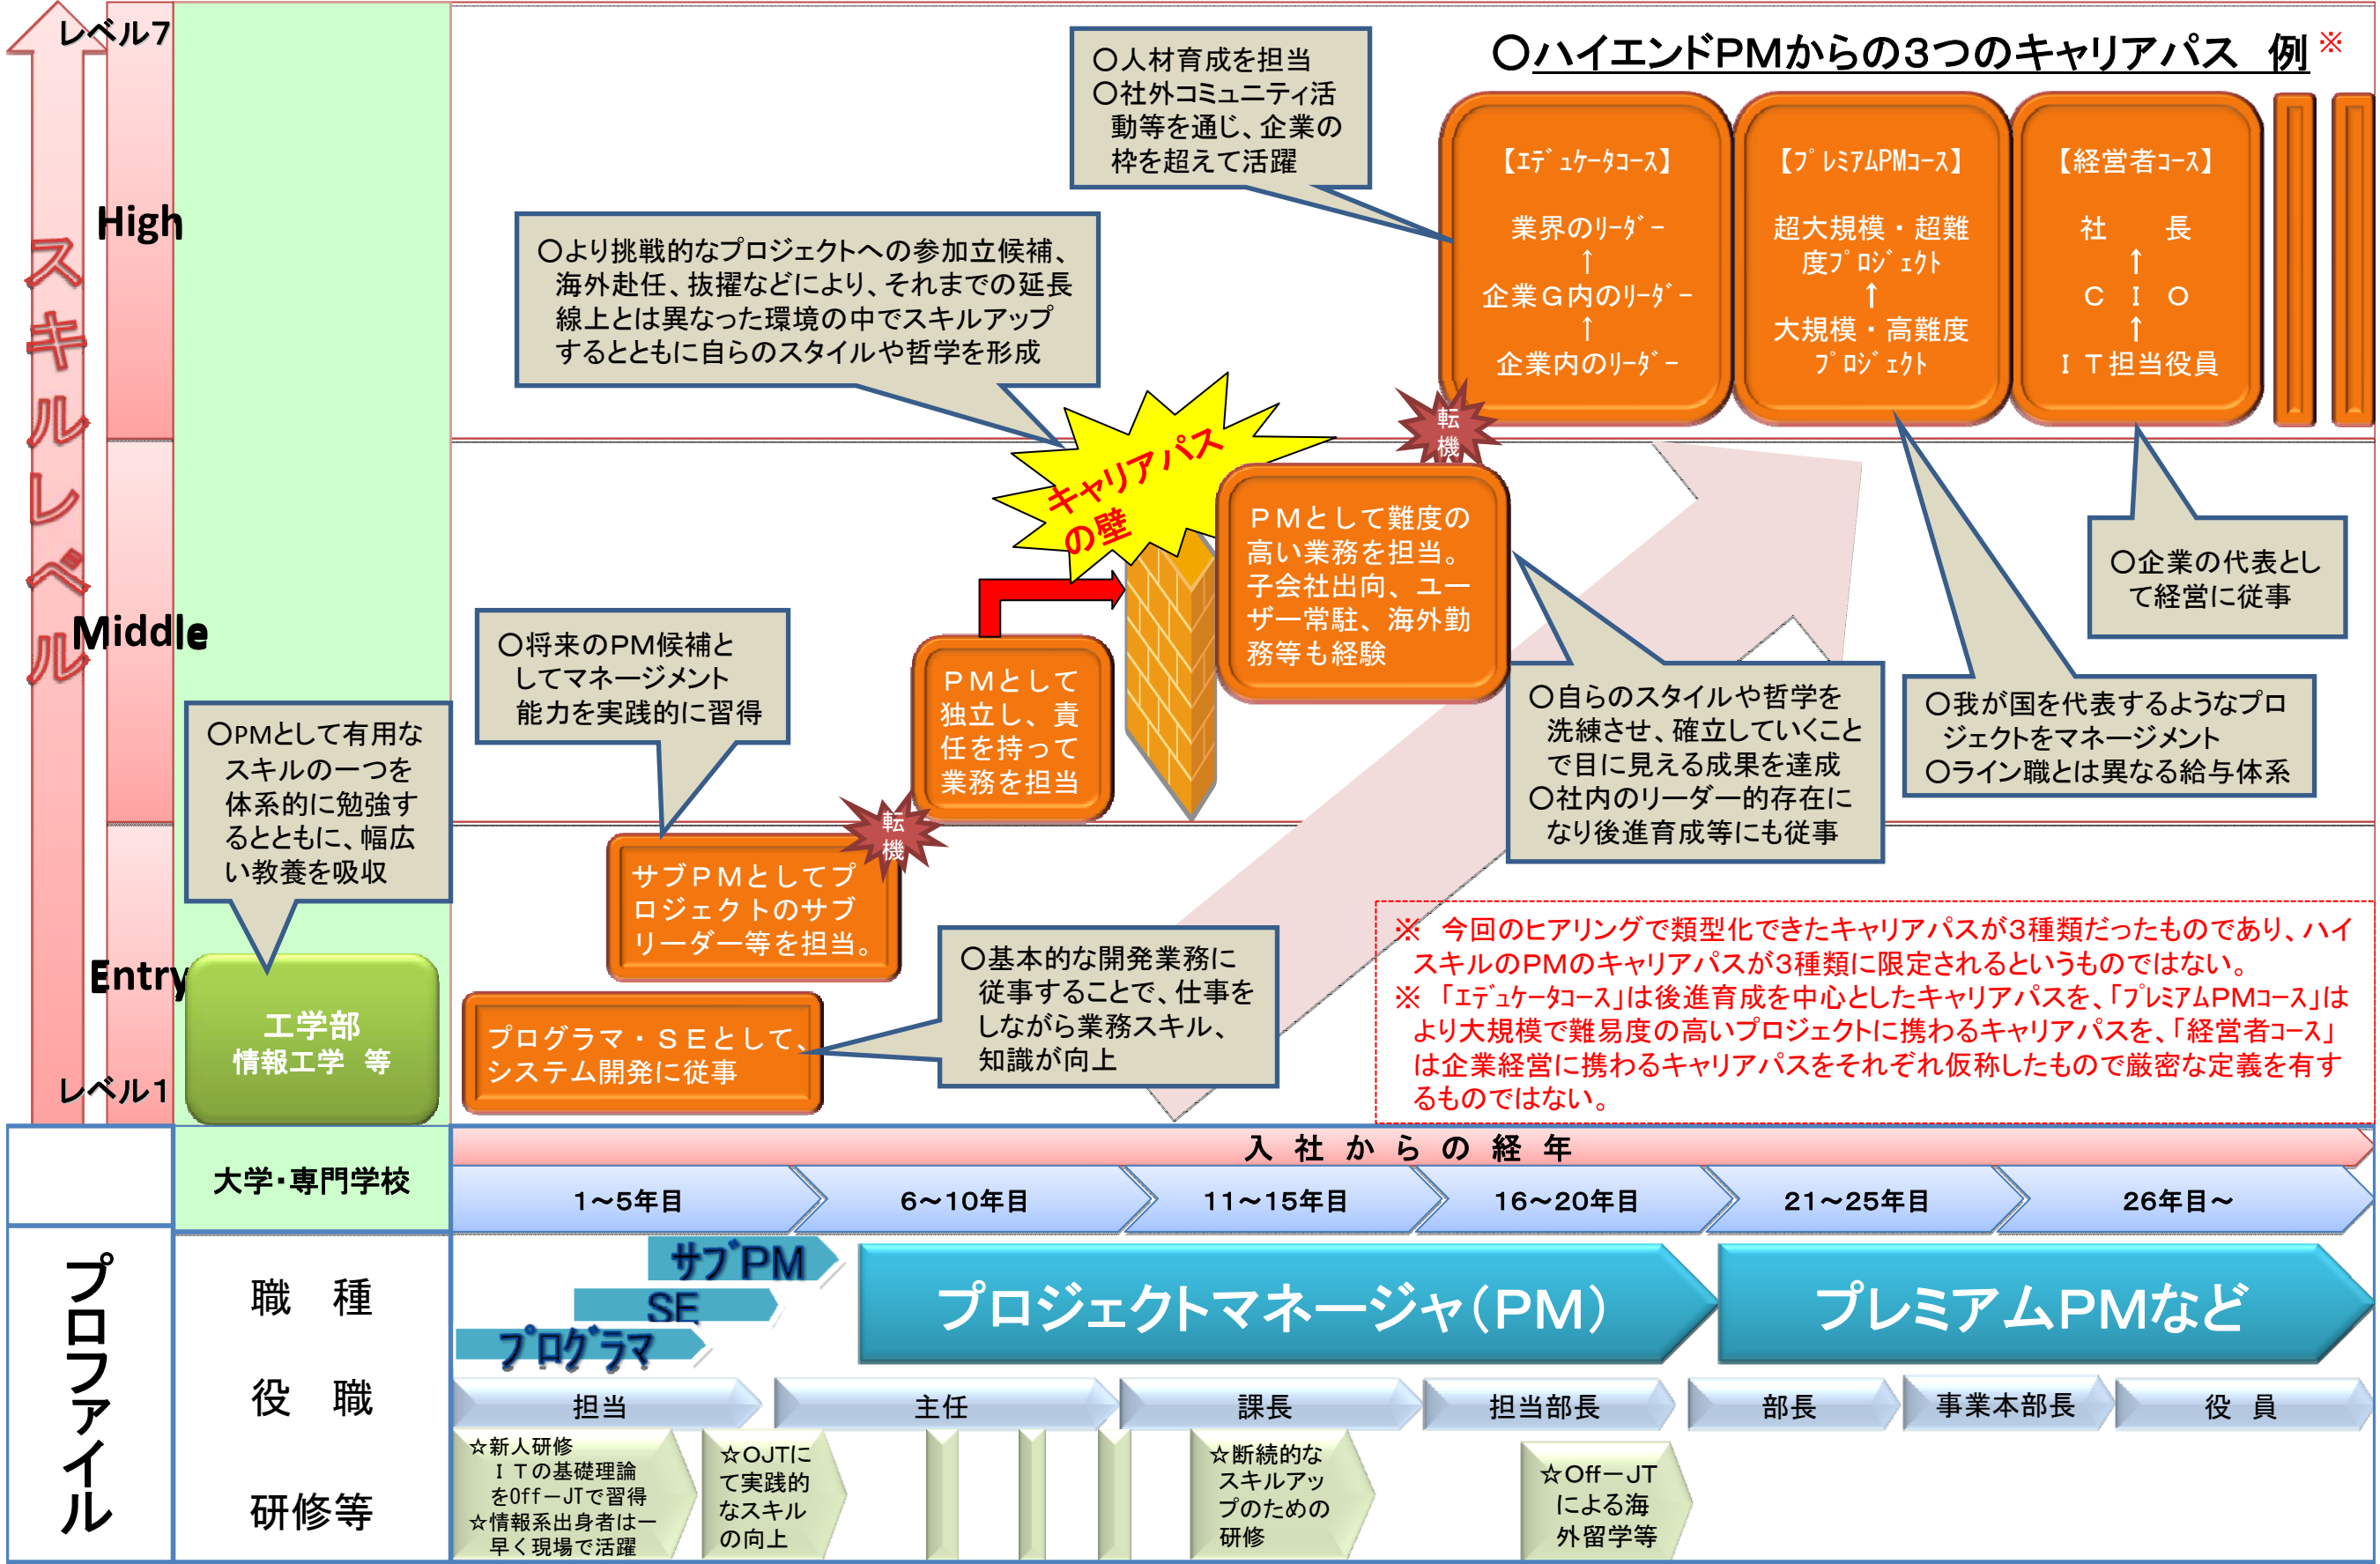 レベル7
High
スキルレベル
Middle
Entry
レベル1
○ハイエンドPMからの3つのキャリアパス　例※
○人材育成を担当
○社外コミュニティ活
動等を通じ、企業の
枠を超えて活躍
【ｴﾃﾞｭｹｰﾀｺｰｽ】
業界のﾘｰﾀﾞｰ
↑
企業Ｇ内のﾘｰﾀﾞｰ
↑
企業内のﾘｰﾀﾞｰ
【ﾌﾟﾚﾐｱﾑPMｺｰｽ】
超大規模・超難
度ﾌﾟﾛｼﾞｪｸﾄ
↑
大規模・高難度
ﾌﾟﾛｼﾞｪｸﾄ
【経営者ｺｰｽ】
社　　長
↑
Ｃ Ｉ Ｏ
↑
ＩＴ担当役員
○より挑戦的なプロジェクトへの参加立候補、
海外赴任、抜擢などにより、それまでの延長
線上とは異なった環境の中でスキルアップ
するとともに自らのスタイルや哲学を形成
転
機
キャリアパス
の壁
ＰＭとして難度の
高い業務を担当。
子会社出向、ユー
ザー常駐、海外勤
務等も経験
○企業の代表とし
て経営に従事
○将来のPM候補と
してマネージメント
能力を実践的に習得
ＰＭとして
独立し、責
任を持って
業務を担当
○自らのスタイルや哲学を
洗練させ、確立していくこと
で目に見える成果を達成
○社内のリーダー的存在に
なり後進育成等にも従事
○我が国を代表するようなプロ
ジェクトをマネージメント
○ライン職とは異なる給与体系
○PMとして有用な
スキルの一つを
体系的に勉強す
るとともに、幅広
い教養を吸収
転
機
サブＰＭとしてプ
ロジェクトのサブ
リーダー等を担当。
○基本的な開発業務に
従事することで、仕事を
しながら業務スキル、
知識が向上
工学部
情報工学　等
プログラマ・ＳＥとして、
システム開発に従事
※　今回のヒアリングで類型化できたキャリアパスが3種類だったものであり、ハイ
スキルのPMのキャリアパスが3種類に限定されるというものではない。
※　「ｴﾃﾞｭｹｰﾀｺｰｽ」は後進育成を中心としたキャリアパスを、「ﾌﾟﾚﾐｱﾑPMｺｰｽ」は
より大規模で難易度の高いプロジェクトに携わるキャリアパスを、「経営者ｺｰｽ」
は企業経営に携わるキャリアパスをそれぞれ仮称したもので厳密な定義を有す
るものではない。
入 社 か ら の 経 年
大学・専門学校
1～5年目
6～10年目
11～15年目
16～20年目
21～25年目
26年目～
プロファイル
職　種
サブPM
SE
プログラマ
プロジェクトマネージャ（PM）
プレミアムPMなど
役　職
担当
主任
課長
担当部長
部長
事業本部長
役　員
研修等
☆新人研修
ＩＴの基礎理論
をOffーJTで習得
☆情報系出身者は一
早く現場で活躍
☆OJTに
て実践的
なスキル
の向上
☆断続的な
スキルアッ
プのための
研修
☆OffーJT
による海
外留学等